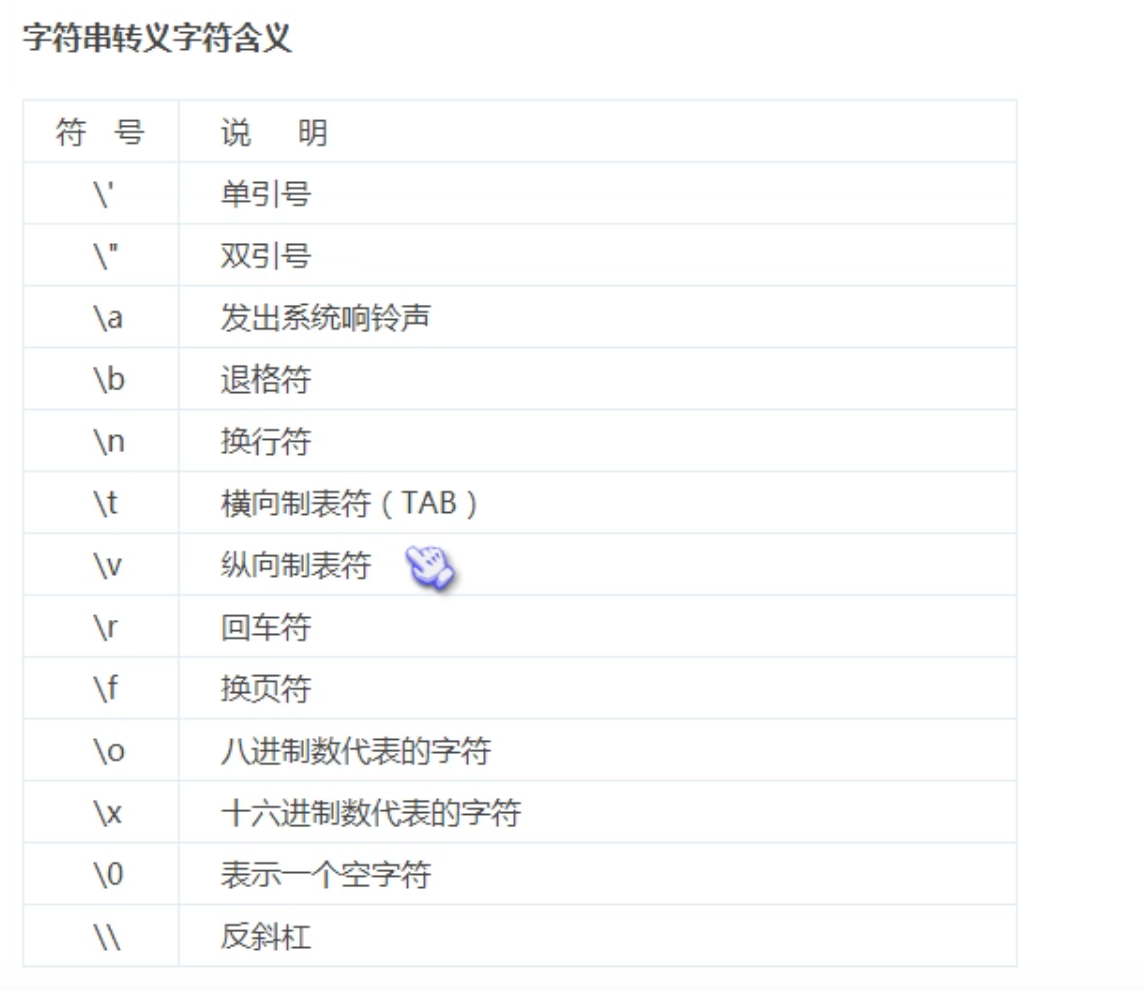 字符串转义字符含义
符 号 说 明
\' 单引号
\" 双引号
\a 发出系统响铃声
\b 退格符
\n 换行符
\t 横向制表符（TAB）
\v 纵向制表符
\r 回车符
\f 换页符
\o 八进制数代表的字符
\x 十六进制数代表的字符
\0 表示一个空字符
\\ 反斜杠